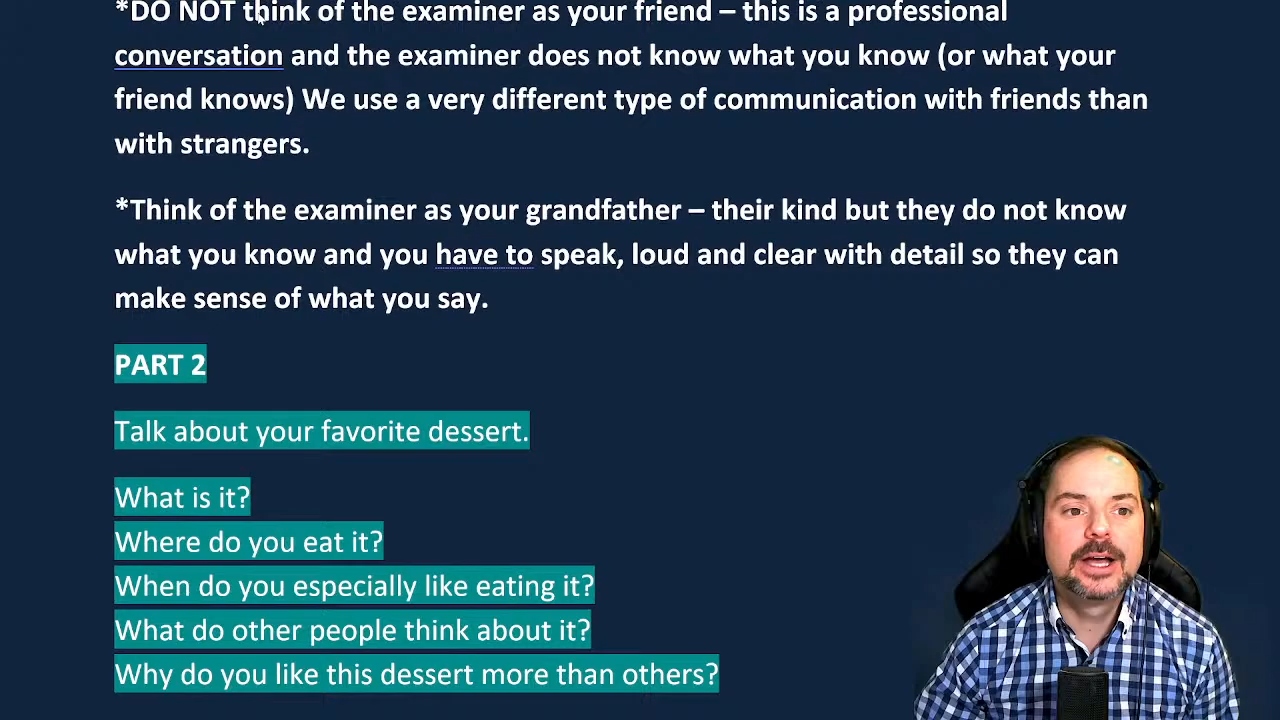 *DO NOT think of the examiner as your friend – this is a professional
conversation and the examiner does not know what you know (or what your
friend knows) We use a very different type of communication with friends than
with strangers.
*Think of the examiner as your grandfather – their kind but they do not know
what you know and you have to speak, loud and clear with detail so they can
make sense of what you say.
PART 2
Talk about your favorite dessert.
What is it?
Where do you eat it?
When do you especially like eating it?
What do other people think about it?
Why do you like this dessert more than others?